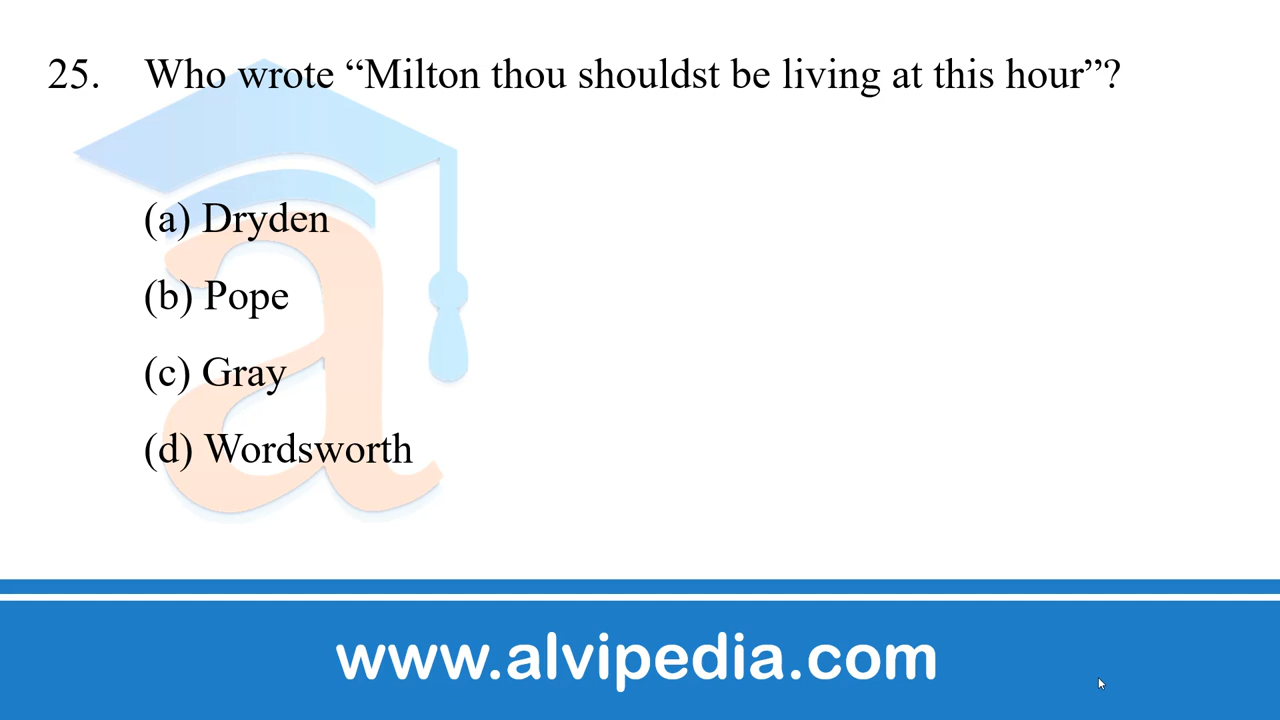 25. Who wrote “Milton thou shouldst be living at this hour”?
(a) Dryden
(b) Pope
(c) Gray
(d) Wordsworth
www.alvipedia.com